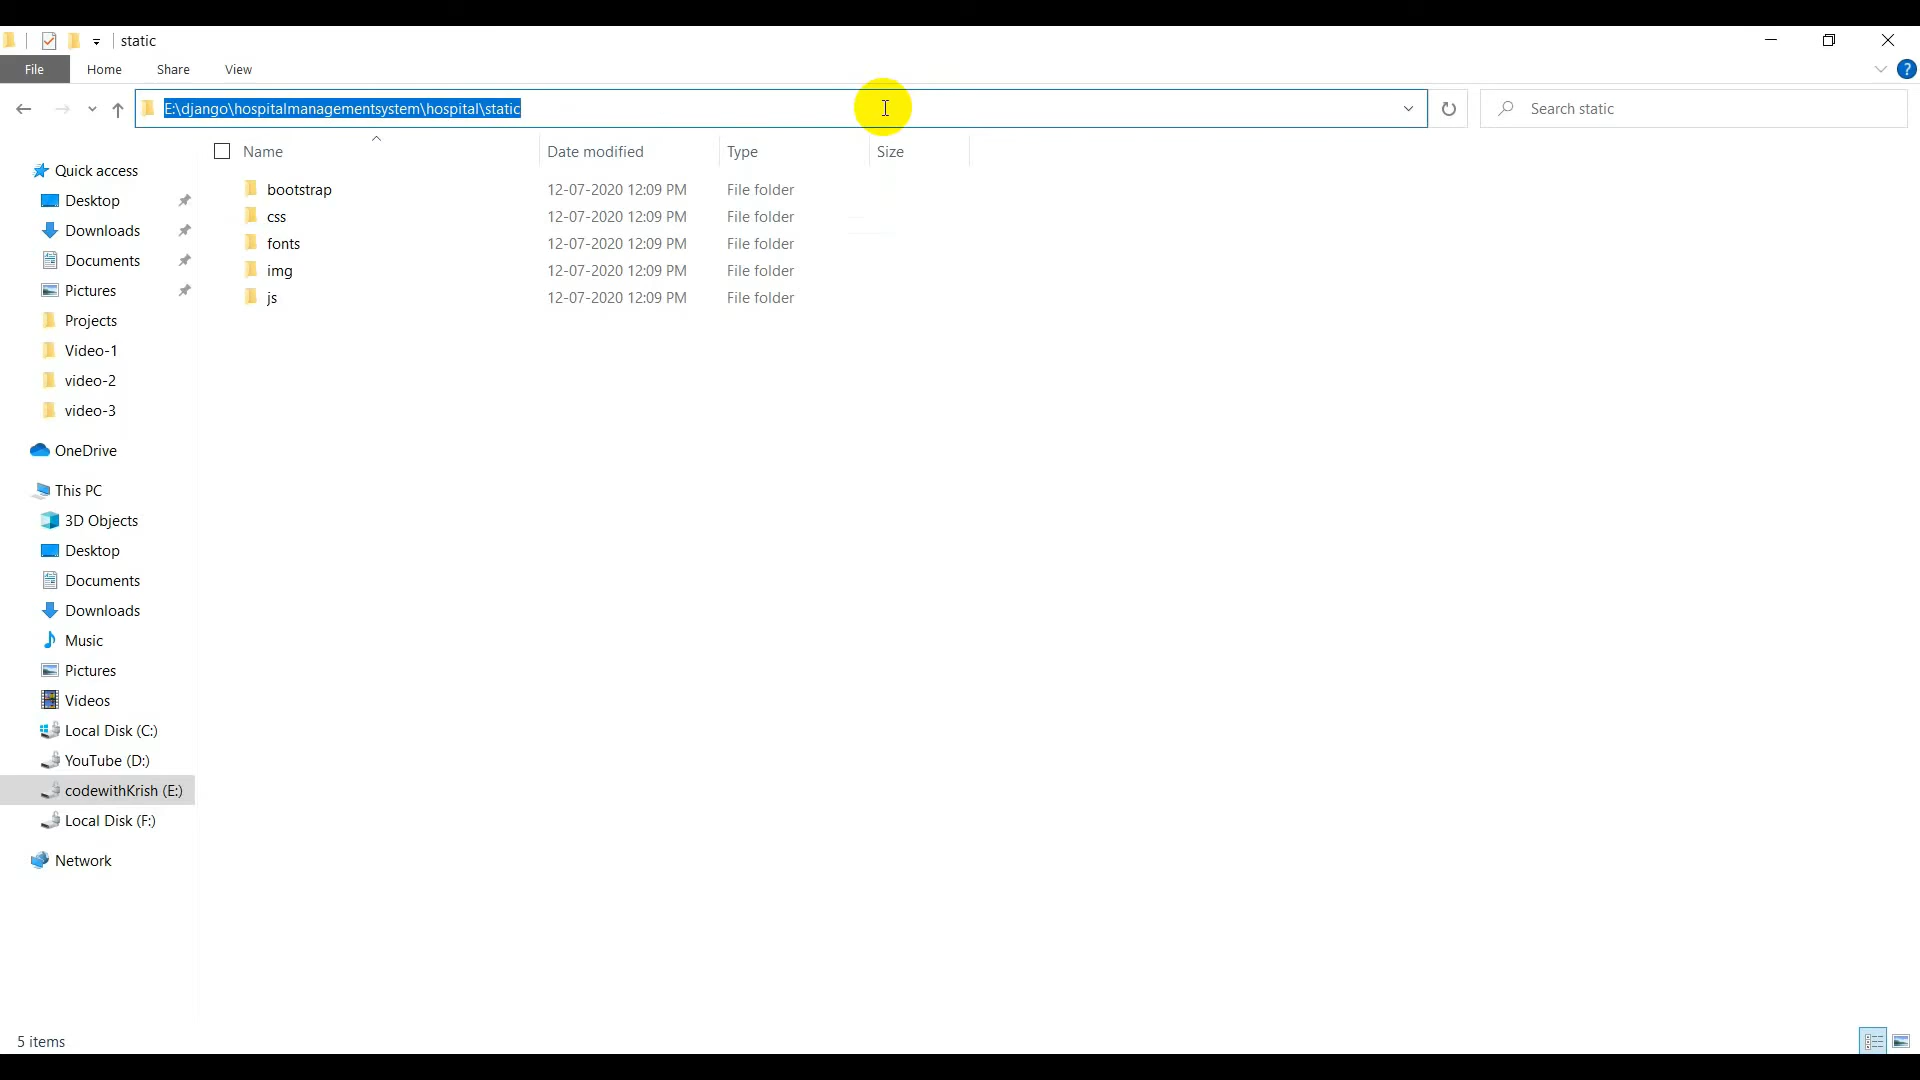 static
File Home Share View
E:\django\hospitalmanagementsystem\hospital\static
Search static
Name Date modified Type Size
bootstrap 12-07-2020 12:09 PM File folder
css 12-07-2020 12:09 PM File folder
fonts 12-07-2020 12:09 PM File folder
img 12-07-2020 12:09 PM File folder
js 12-07-2020 12:09 PM File folder
Quick access
Desktop
Downloads
Documents
Pictures
Projects
Video-1
video-2
video-3
OneDrive
This PC
3D Objects
Desktop
Documents
Downloads
Music
Pictures
Videos
Local Disk (C:)
YouTube (D:)
codewithKrish (E:)
Local Disk (F:)
Network
5 items